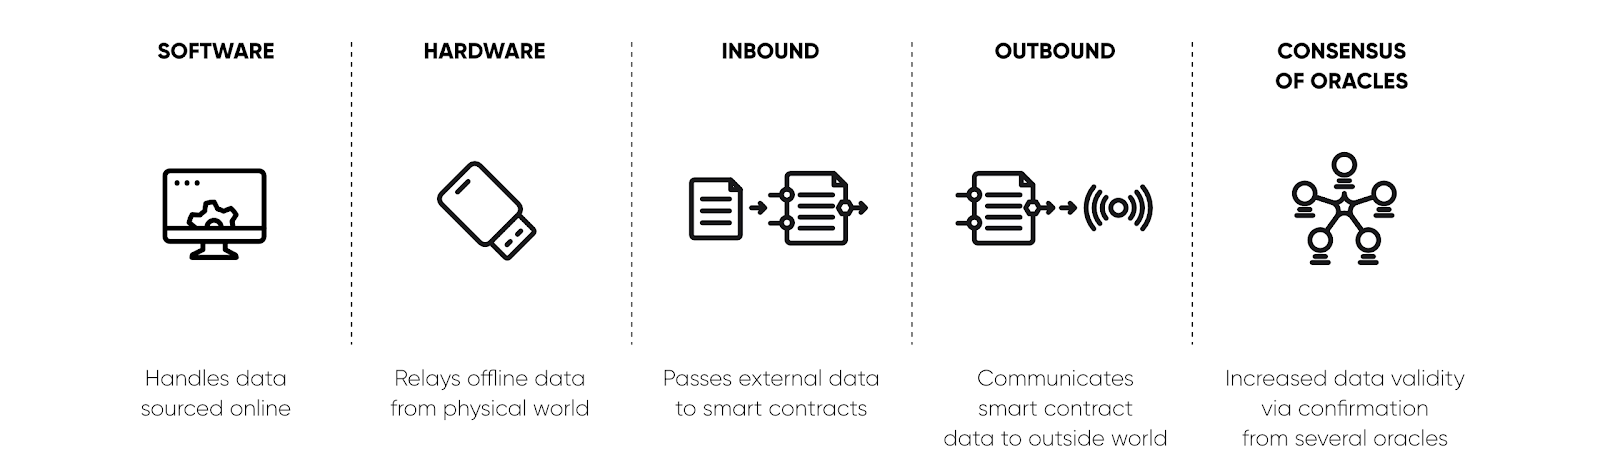 SOFTWARE
Handles data
sourced online
HARDWARE
Relays offline data
from physical world
INBOUND
Passes external data
to smart contracts
OUTBOUND
Communicates
smart contract
data to outside world
CONSENSUS
OF ORACLES
Increased data validity
via confirmation
from several oracles